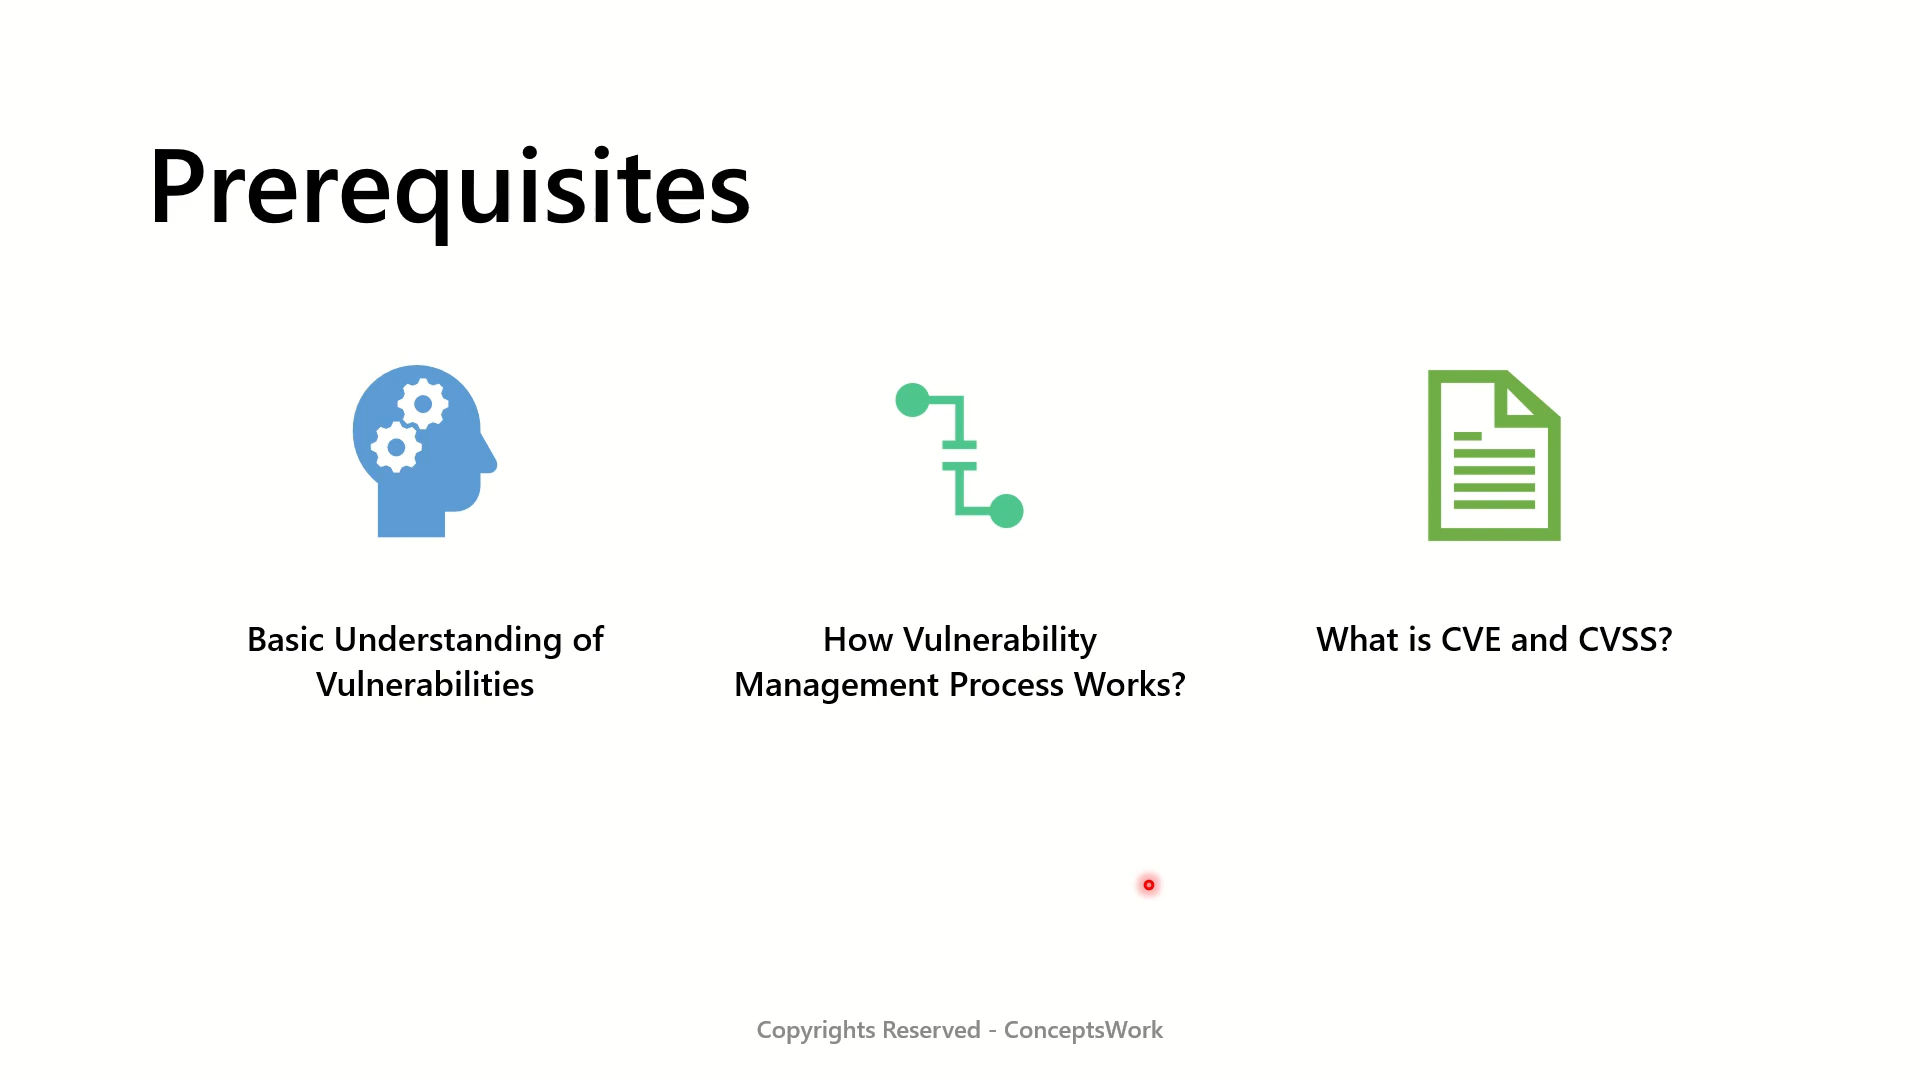 Prerequisites
Basic Understanding of
Vulnerabilities
How Vulnerability
Management Process Works?
What is CVE and CVSS?
Copyrights Reserved - ConceptsWork